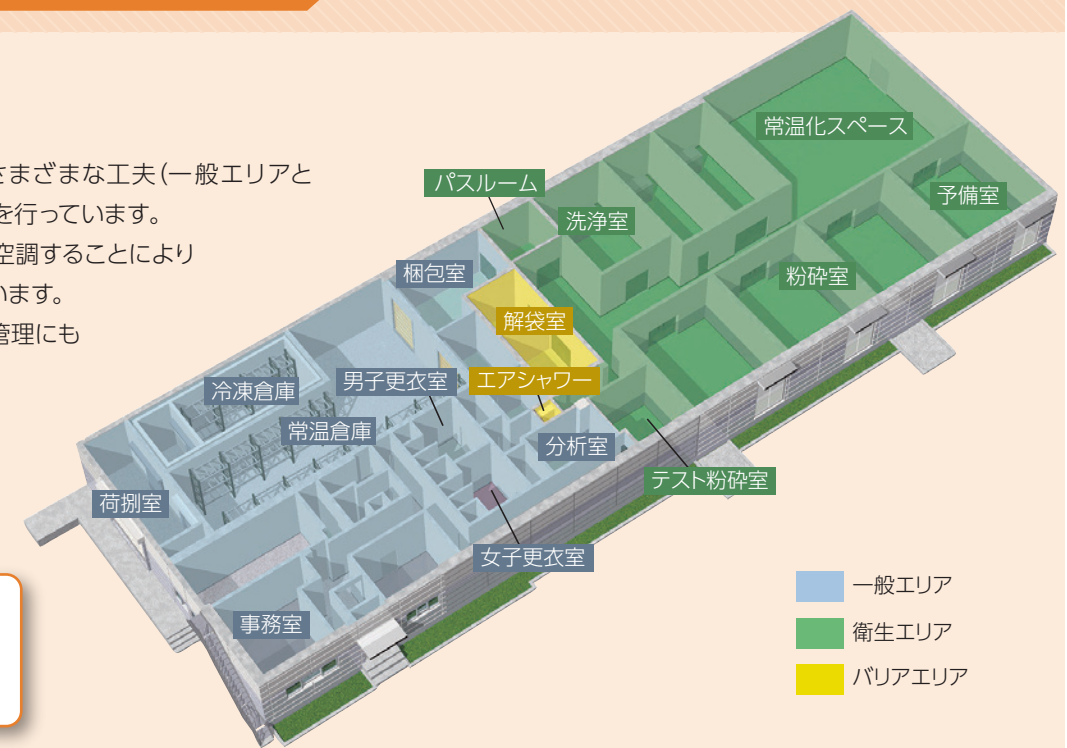 さまざまな工夫(一般エリアと
を行っています。
空調することにより
います。
管理にも
常温化スペース
パスルーム
予備室
洗浄室
梱包室
粉砕室
解袋室
男子更衣室
エアシャワー
冷凍倉庫
常温倉庫
分析室
テスト粉砕室
荷捌室
女子更衣室
事務室
一般エリア
衛生エリア
バリアエリア